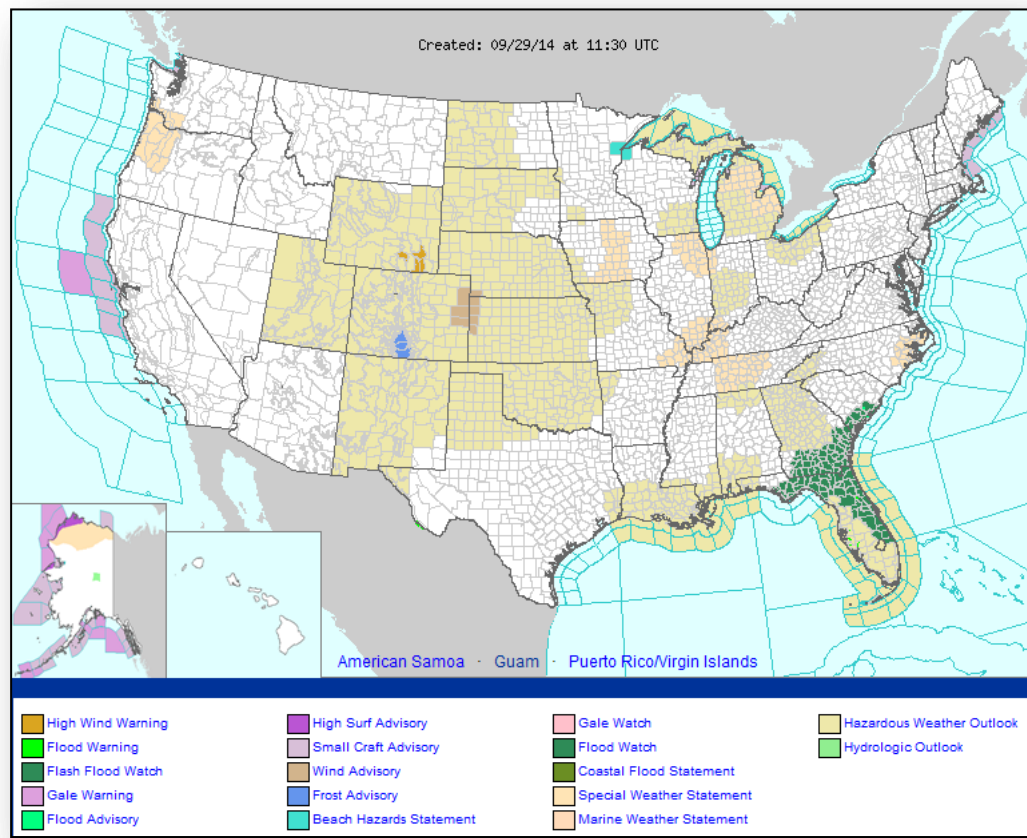 Created: 09/29/14 at 11:30 UTC
American Samoa · Guam · Puerto Rico/Virgin Islands
High Wind Warning
Flood Warning
Flash Flood Watch
Gale Warning
Flood Advisory
High Surf Advisory
Small Craft Advisory
Wind Advisory
Frost Advisory
Beach Hazards Statement
Gale Watch
Flood Watch
Coastal Flood Statement
Special Weather Statement
Marine Weather Statement
Hazardous Weather Outlook
Hydrologic Outlook